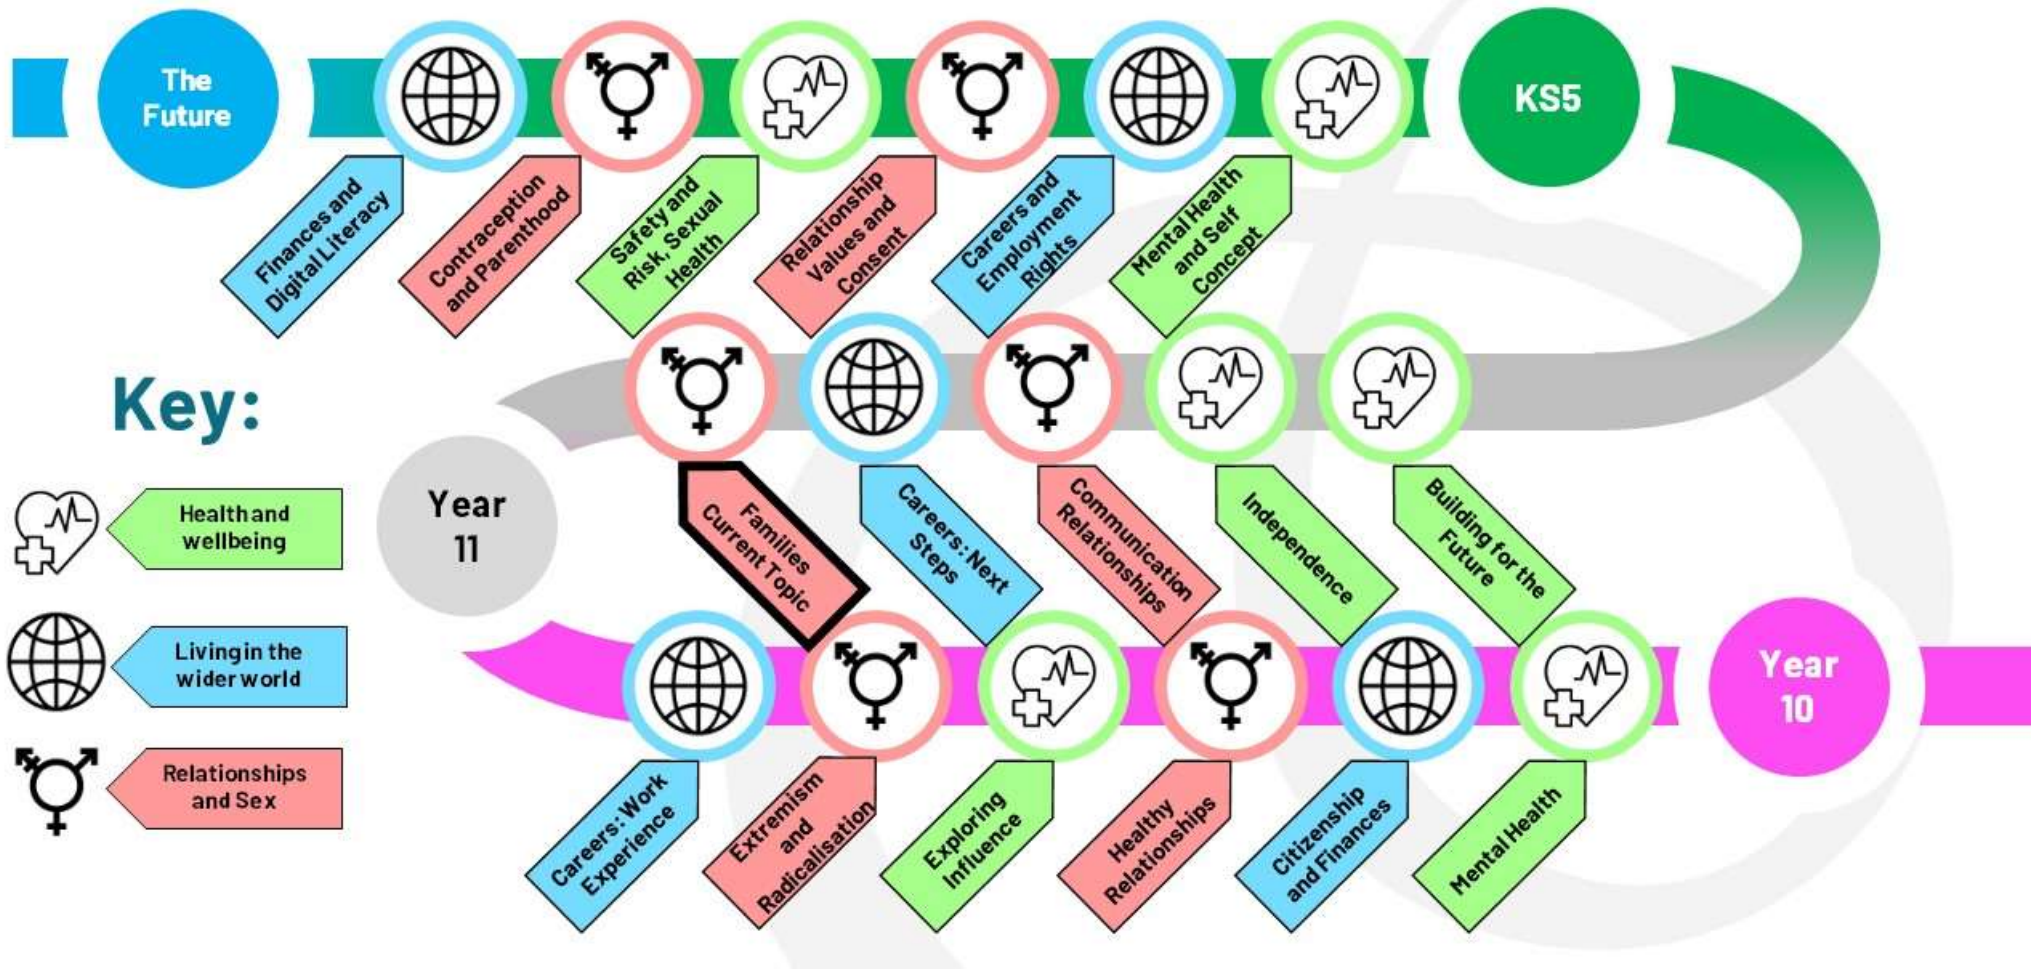 The
Future
KS5
Finances and
Digital Literacy
Contraception
and Parenthood
Safety and
Risk, Sexual
Health
Relationship
Values and
Consent
Careers and
Employment
Rights
Mental Health
and Self
Concept
Key:
Health and
wellbeing
Living in the
wider world
Relationships
and Sex
Year
11
Families
Current Topic
Careers: Next
Steps
Communication
Relationships
Independence
Building for the
Future
Year
10
Careers: Work
Experience
Extremism
and
Radicalisation
Exploring
Influence
Healthy
Relationships
Citizenship
and Finances
Mental Health